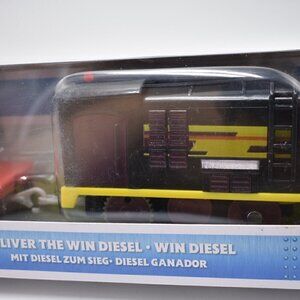 LIVER THE WIN DIESEL • WIN DIESEL
MIT DIESEL ZUM SIEG • DIESEL GANADOR